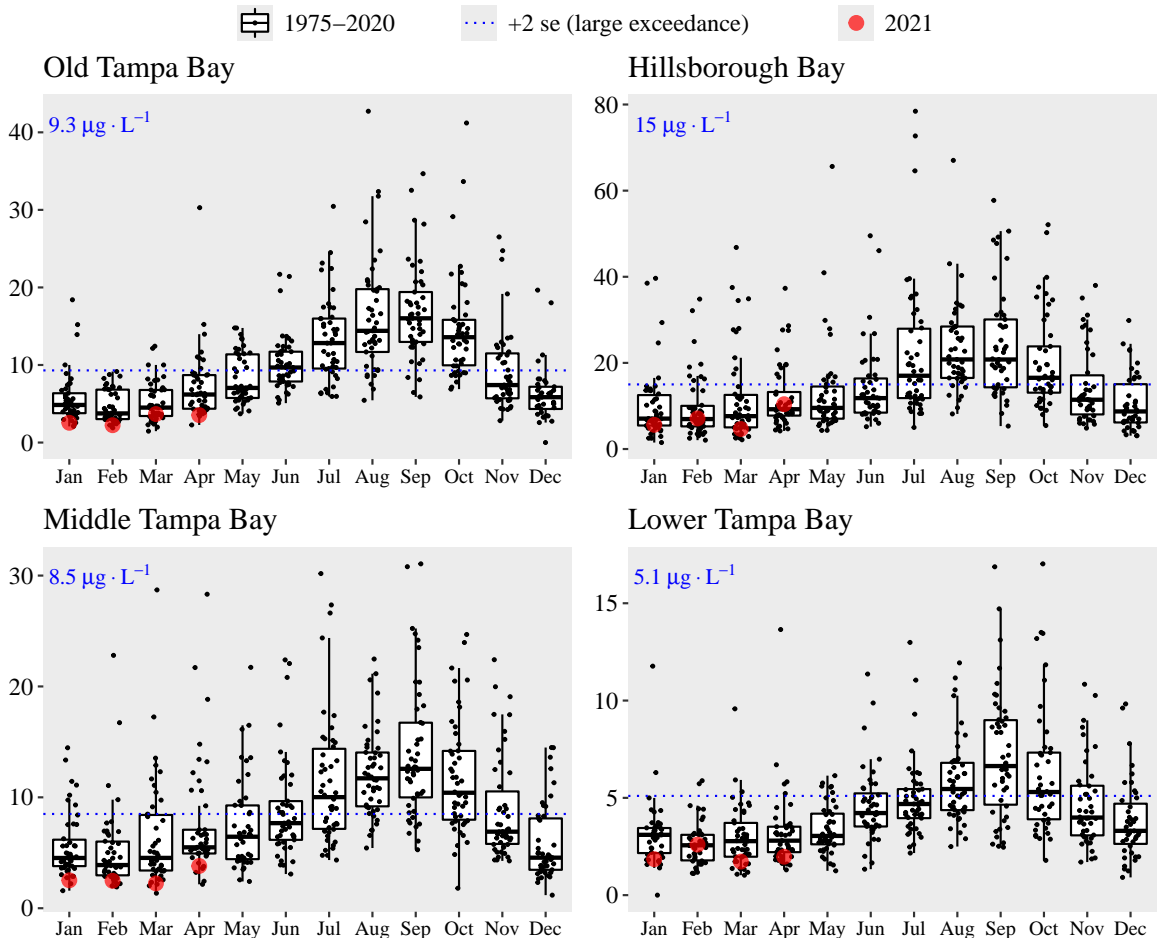 1975–2020 +2 se (large exceedance) 2021
Old Tampa Bay
9.3 μg · L⁻¹
40
30
20
10
0
Jan Feb Mar Apr May Jun Jul Aug Sep Oct Nov Dec
Hillsborough Bay
15 μg · L⁻¹
80
60
40
20
0
Jan Feb Mar Apr May Jun Jul Aug Sep Oct Nov Dec
Middle Tampa Bay
8.5 μg · L⁻¹
30
20
10
0
Jan Feb Mar Apr May Jun Jul Aug Sep Oct Nov Dec
Lower Tampa Bay
5.1 μg · L⁻¹
15
10
5
0
Jan Feb Mar Apr May Jun Jul Aug Sep Oct Nov Dec